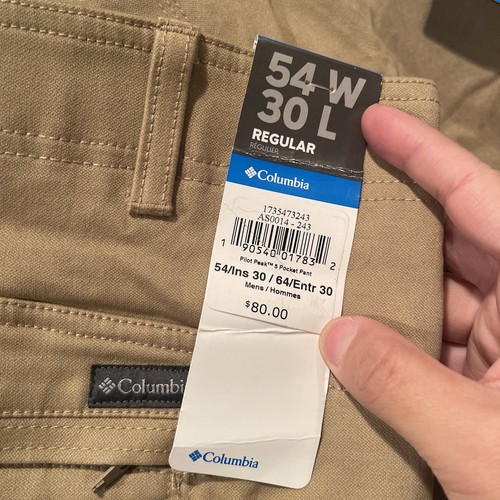 54 W
30 L
REGULAR
RÉGULIER
Columbia
1735473243
AS0014 - 243
1 90540 01783 2
Pilot Peak™ 5 Pocket Pant
54/Ins 30 / 64/Entr 30
Mens / Hommes
$80.00
Columbi
Columbia